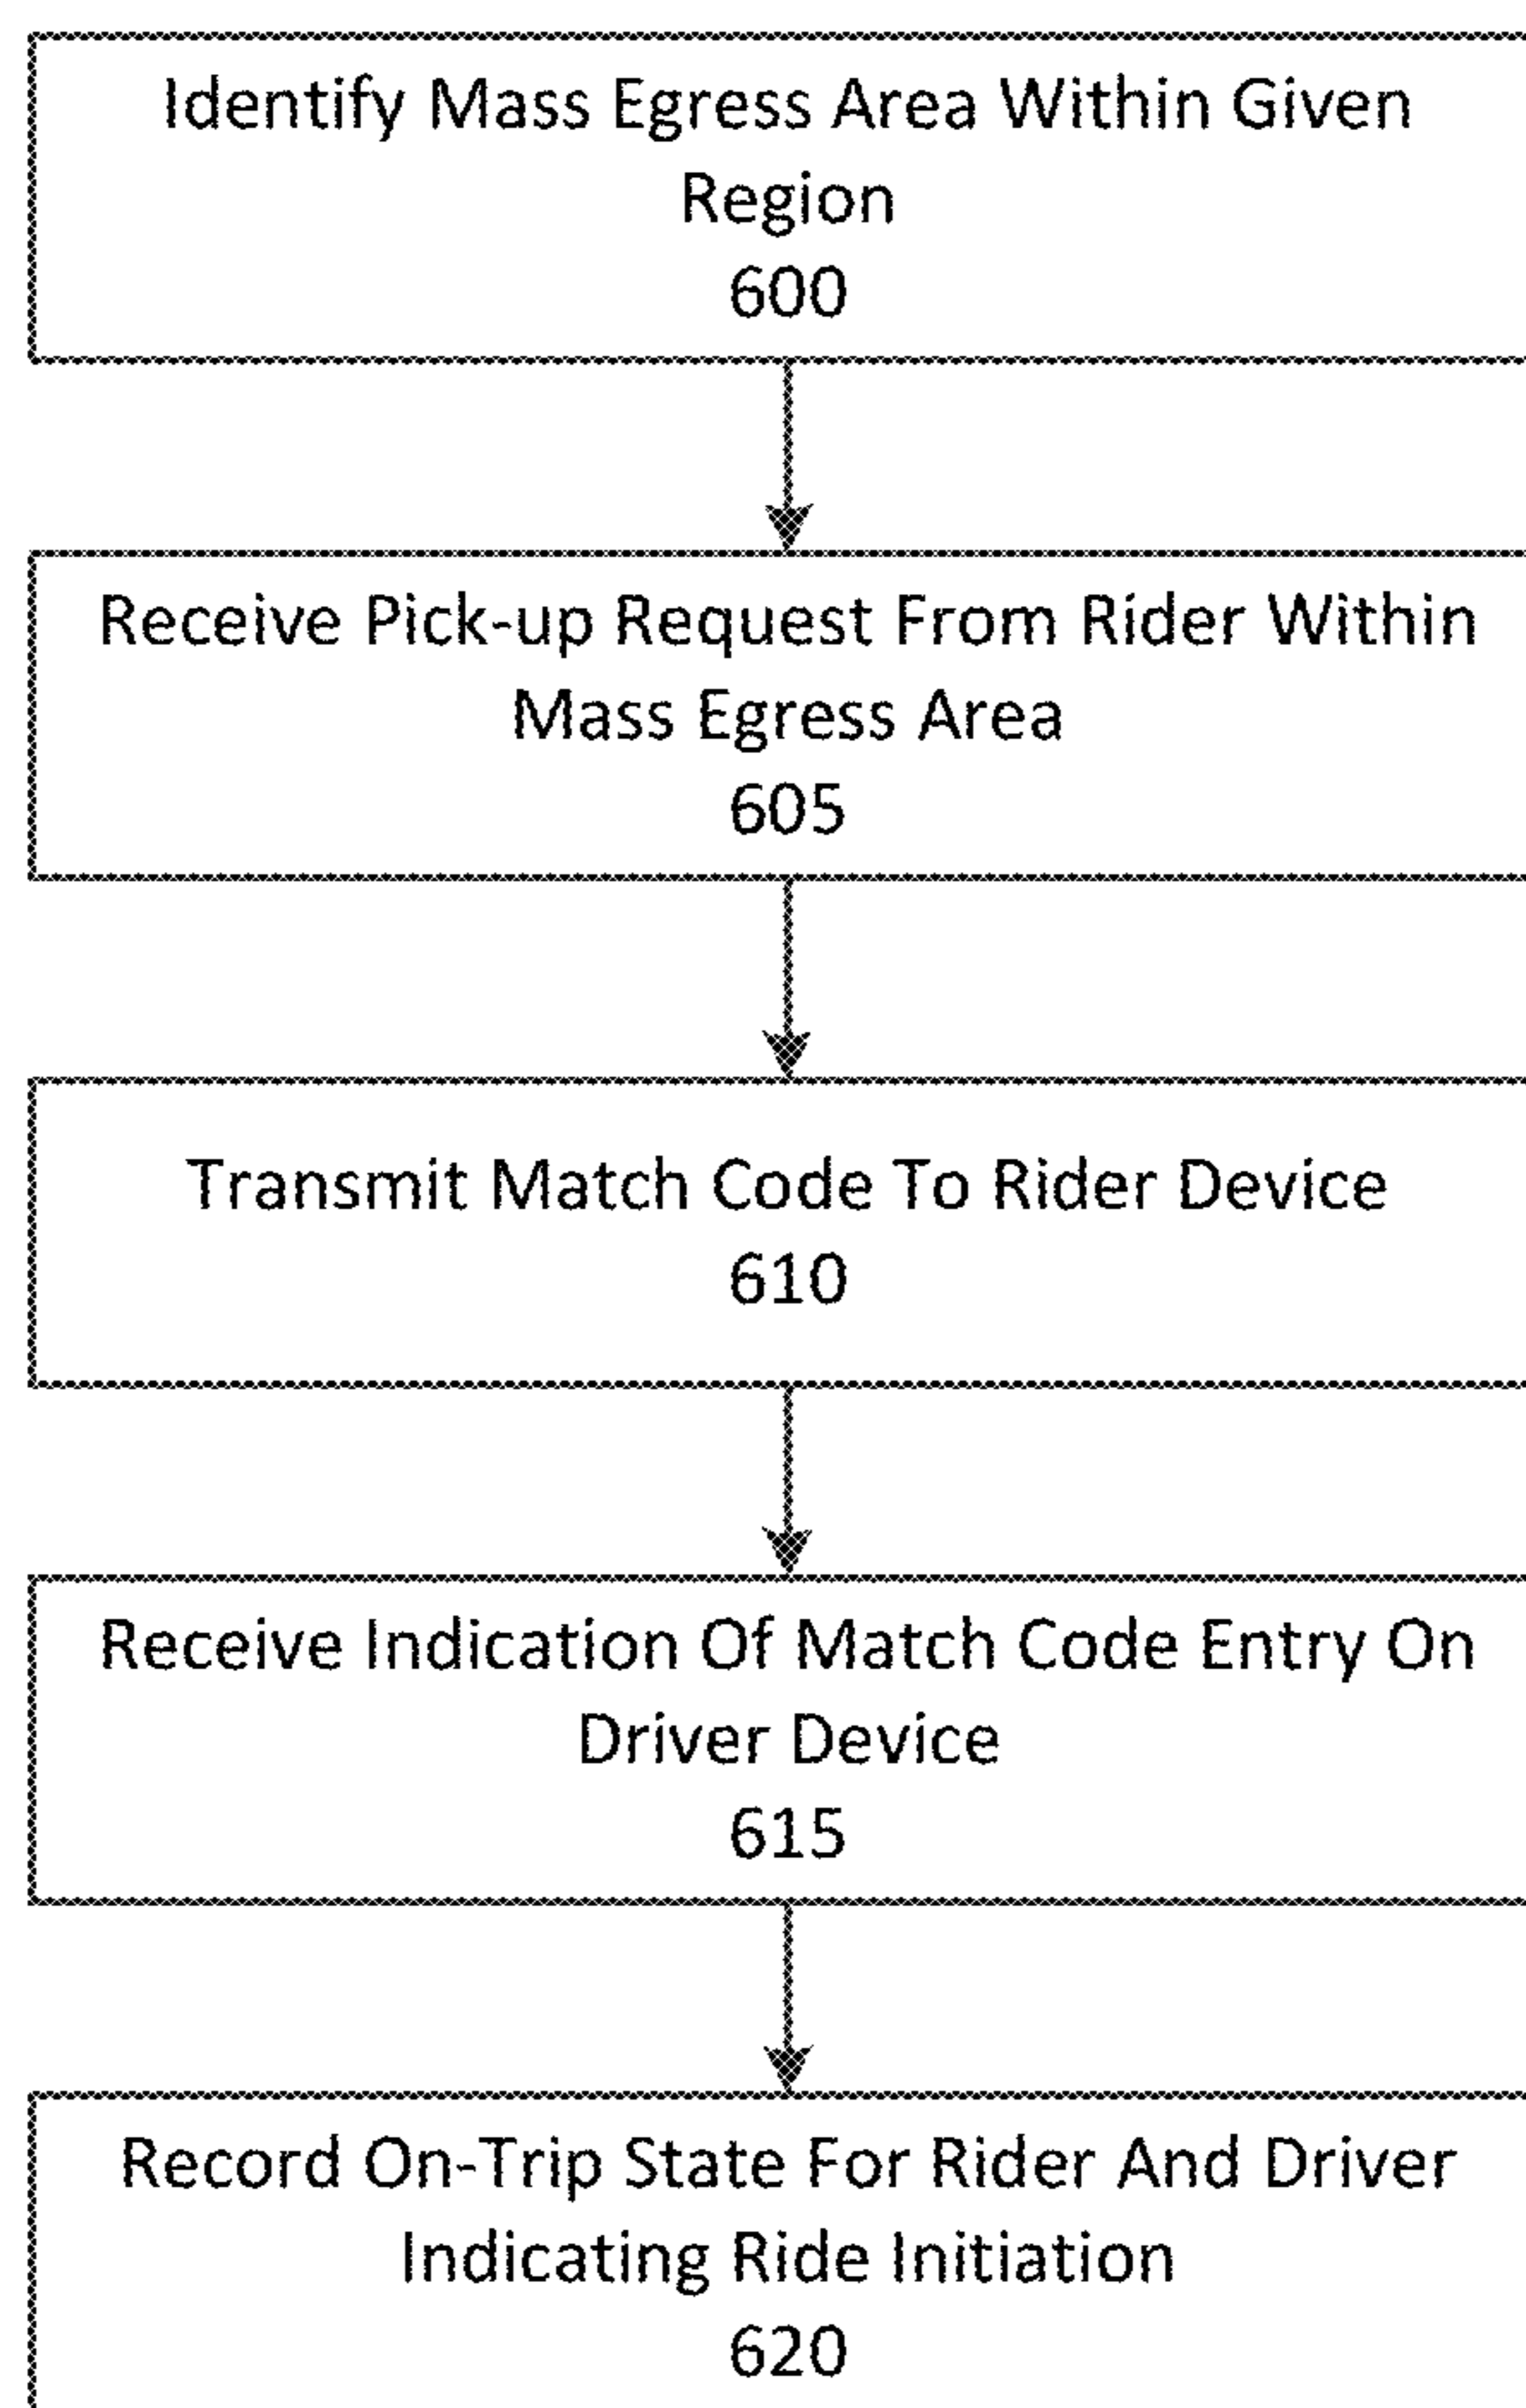 Identify Mass Egress Area Within Given
Region
600
Receive Pick-up Request From Rider Within
Mass Egress Area
605
Transmit Match Code To Rider Device
610
Receive Indication Of Match Code Entry On
Driver Device
615
Record On-Trip State For Rider And Driver
Indicating Ride Initiation
620